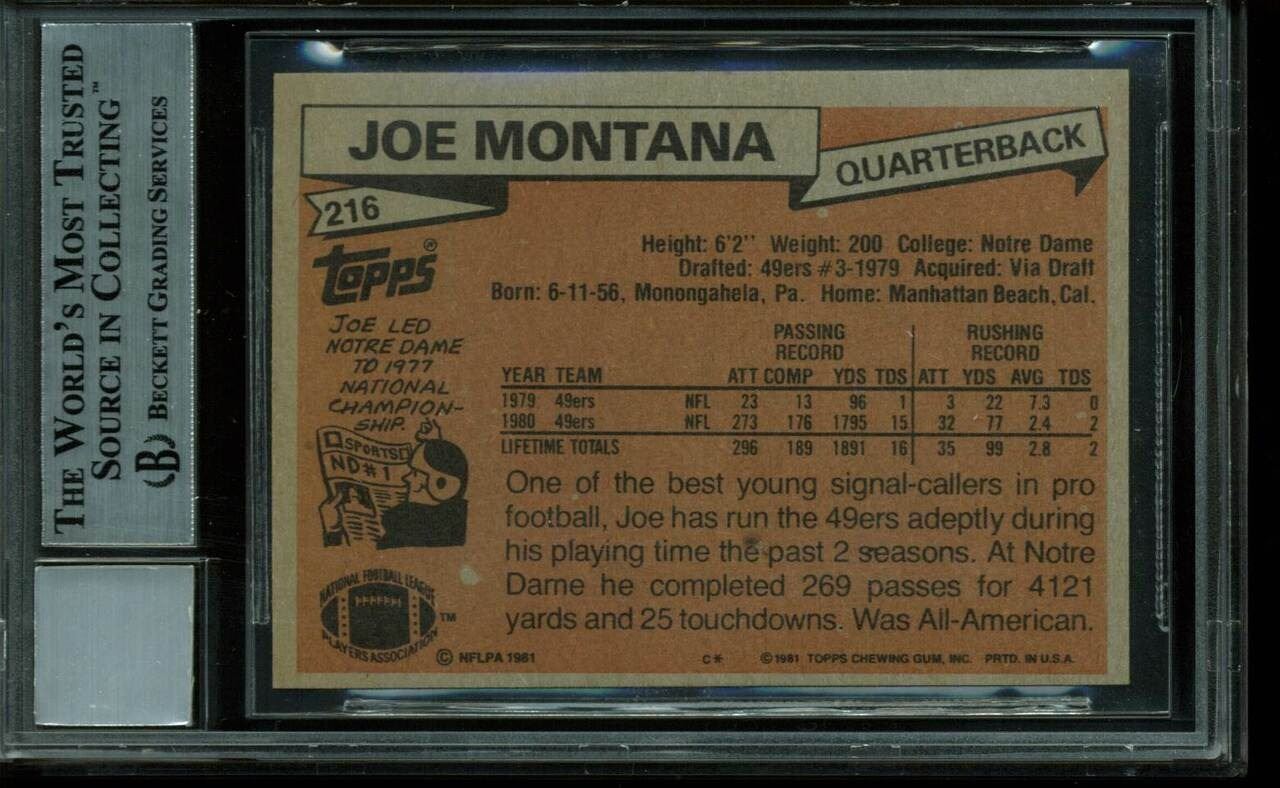 THE WORLD'S MOST TRUSTED
SOURCE IN COLLECTING™
(B) BECKETT GRADING SERVICES
JOE MONTANA
QUARTERBACK
216
topps®
Height: 6'2'' Weight: 200 College: Notre Dame
Drafted: 49ers #3-1979 Acquired: Via Draft
Born: 6-11-56, Monongahela, Pa. Home: Manhattan Beach, Cal.
JOE LED
NOTRE DAME
TO 1977
NATIONAL
CHAMPION-
SHIP.
SPORTS
ND#1
PASSING RUSHING
RECORD RECORD
YEAR TEAM ATT COMP YDS TDS ATT YDS AVG TDS
1979 49ers NFL 23 13 96 1 3 22 7.3 0
1980 49ers NFL 273 176 1795 15 32 77 2.4 2
LIFETIME TOTALS 296 189 1891 16 35 99 2.8 2
One of the best young signal-callers in pro
football, Joe has run the 49ers adeptly during
his playing time the past 2 seasons. At Notre
Dame he completed 269 passes for 4121
yards and 25 touchdowns. Was All-American.
NATIONAL FOOTBALL LEAGUE
PLAYERS ASSOCIATION
™
© NFLPA 1981
C* ©1981 TOPPS CHEWING GUM, INC. PRTD. IN U.S.A.